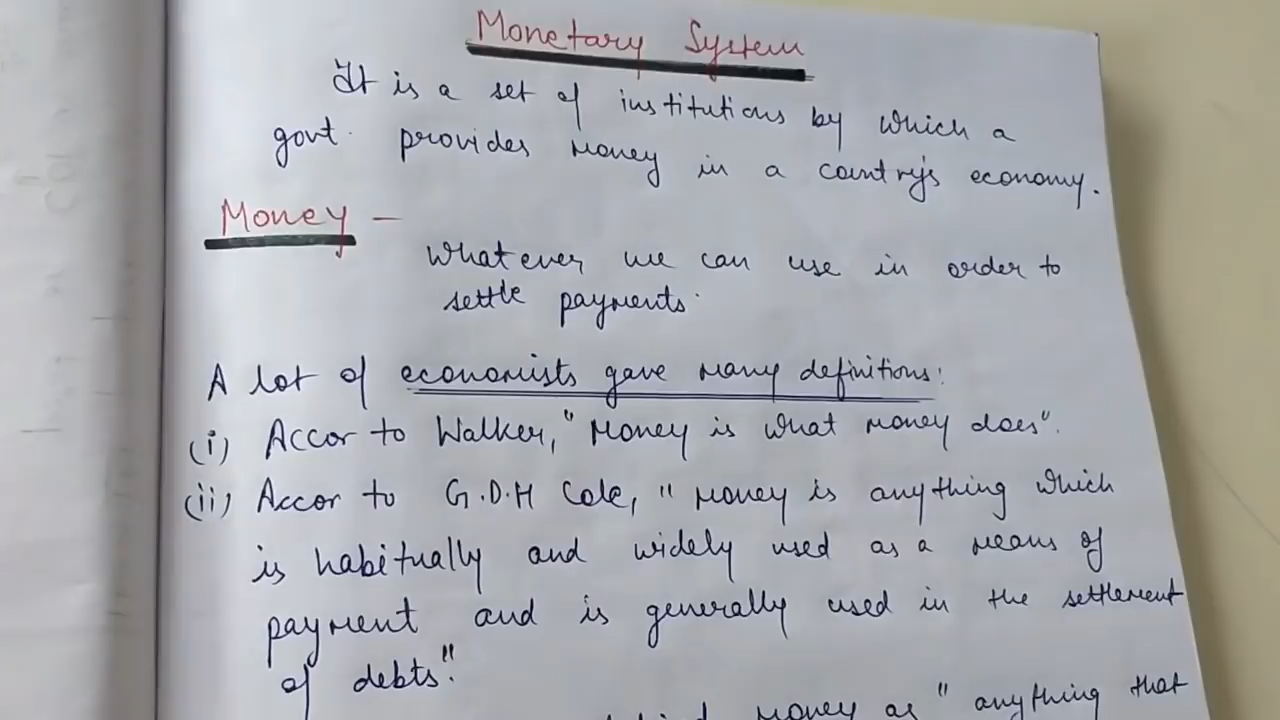 Monetary System
It is a set of institutions by which a
govt. provides money in a country's economy.
Money -
Whatever we can use in order to
settle payments.
A lot of economists gave many definitions:
(i) Accor to Walker, "Money is what money does".
(ii) Accor to G.D.H Cole, "Money is anything which
is habitually and widely used as a means of
payment and is generally used in the settlement
of debts."
money as "anything that